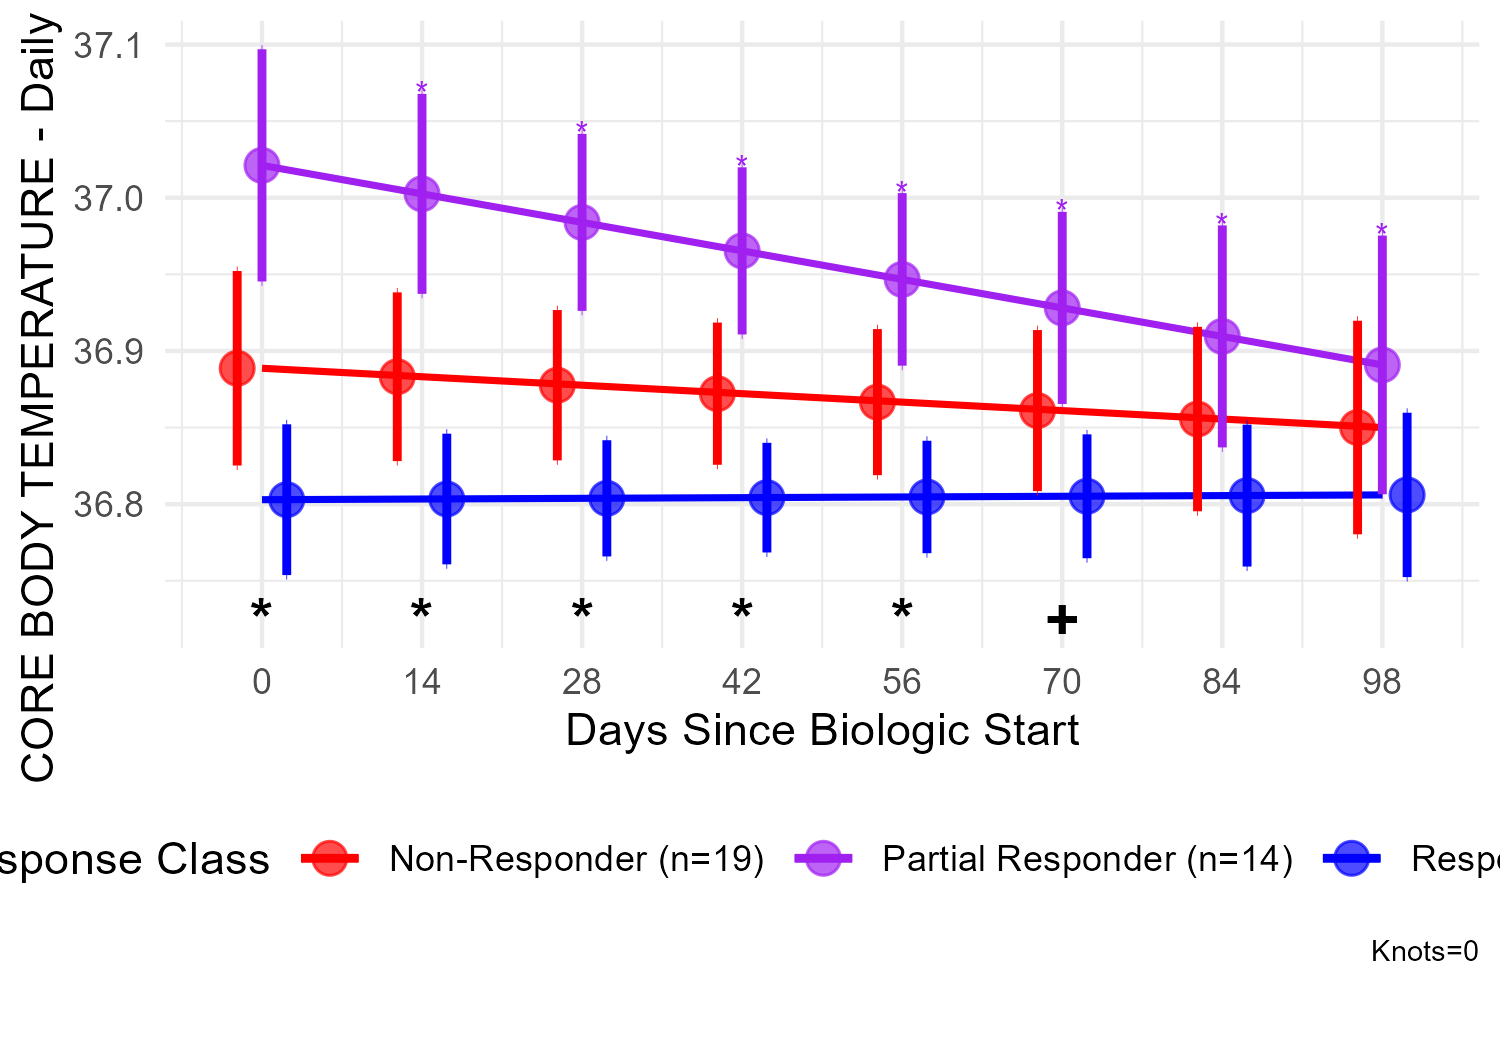 CORE BODY TEMPERATURE - Daily
37.1
37.0
36.9
36.8
* * * * * * *
* * * * * +
0 14 28 42 56 70 84 98
Days Since Biologic Start
sponse Class Non-Responder (n=19) Partial Responder (n=14) Respo
Knots=0